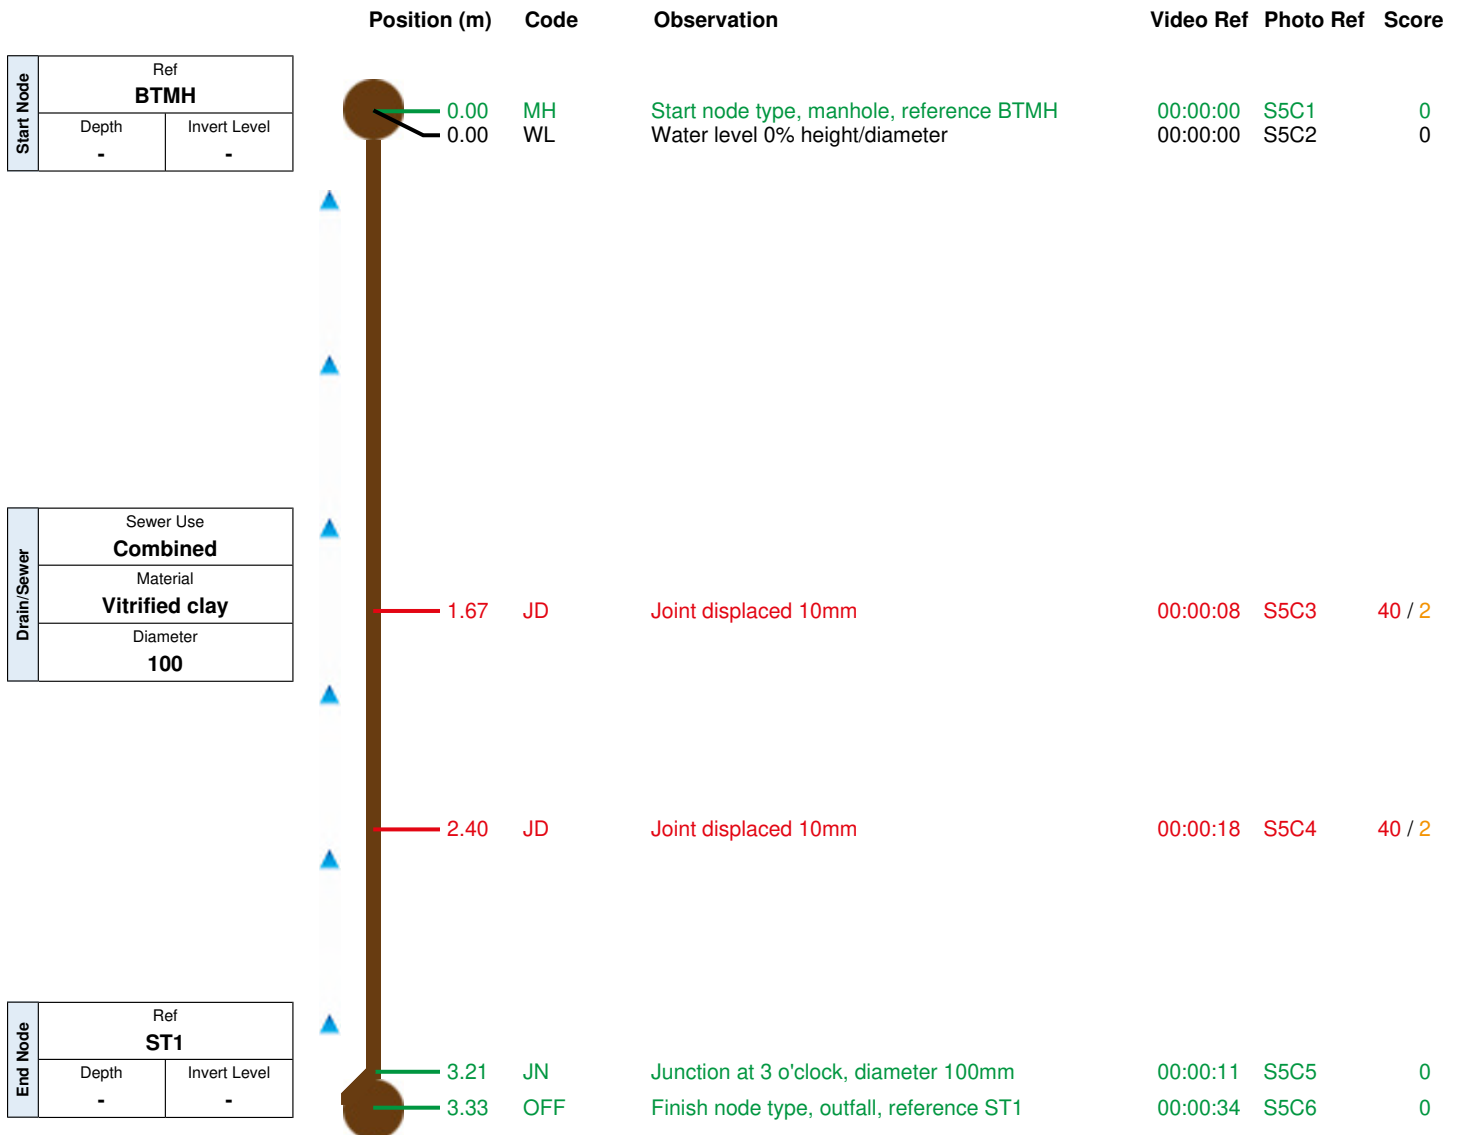 Position (m) Code Observation Video Ref Photo Ref Score
Start Node
Ref
BTMH
Depth Invert Level
- -
0.00 MH Start node type, manhole, reference BTMH 00:00:00 S5C1 0
0.00 WL Water level 0% height/diameter 00:00:00 S5C2 0
Drain/Sewer
Sewer Use
Combined
Material
Vitrified clay
Diameter
100
1.67 JD Joint displaced 10mm 00:00:08 S5C3 40 / 2
2.40 JD Joint displaced 10mm 00:00:18 S5C4 40 / 2
End Node
Ref
ST1
Depth Invert Level
- -
3.21 JN Junction at 3 o'clock, diameter 100mm 00:00:11 S5C5 0
3.33 OFF Finish node type, outfall, reference ST1 00:00:34 S5C6 0